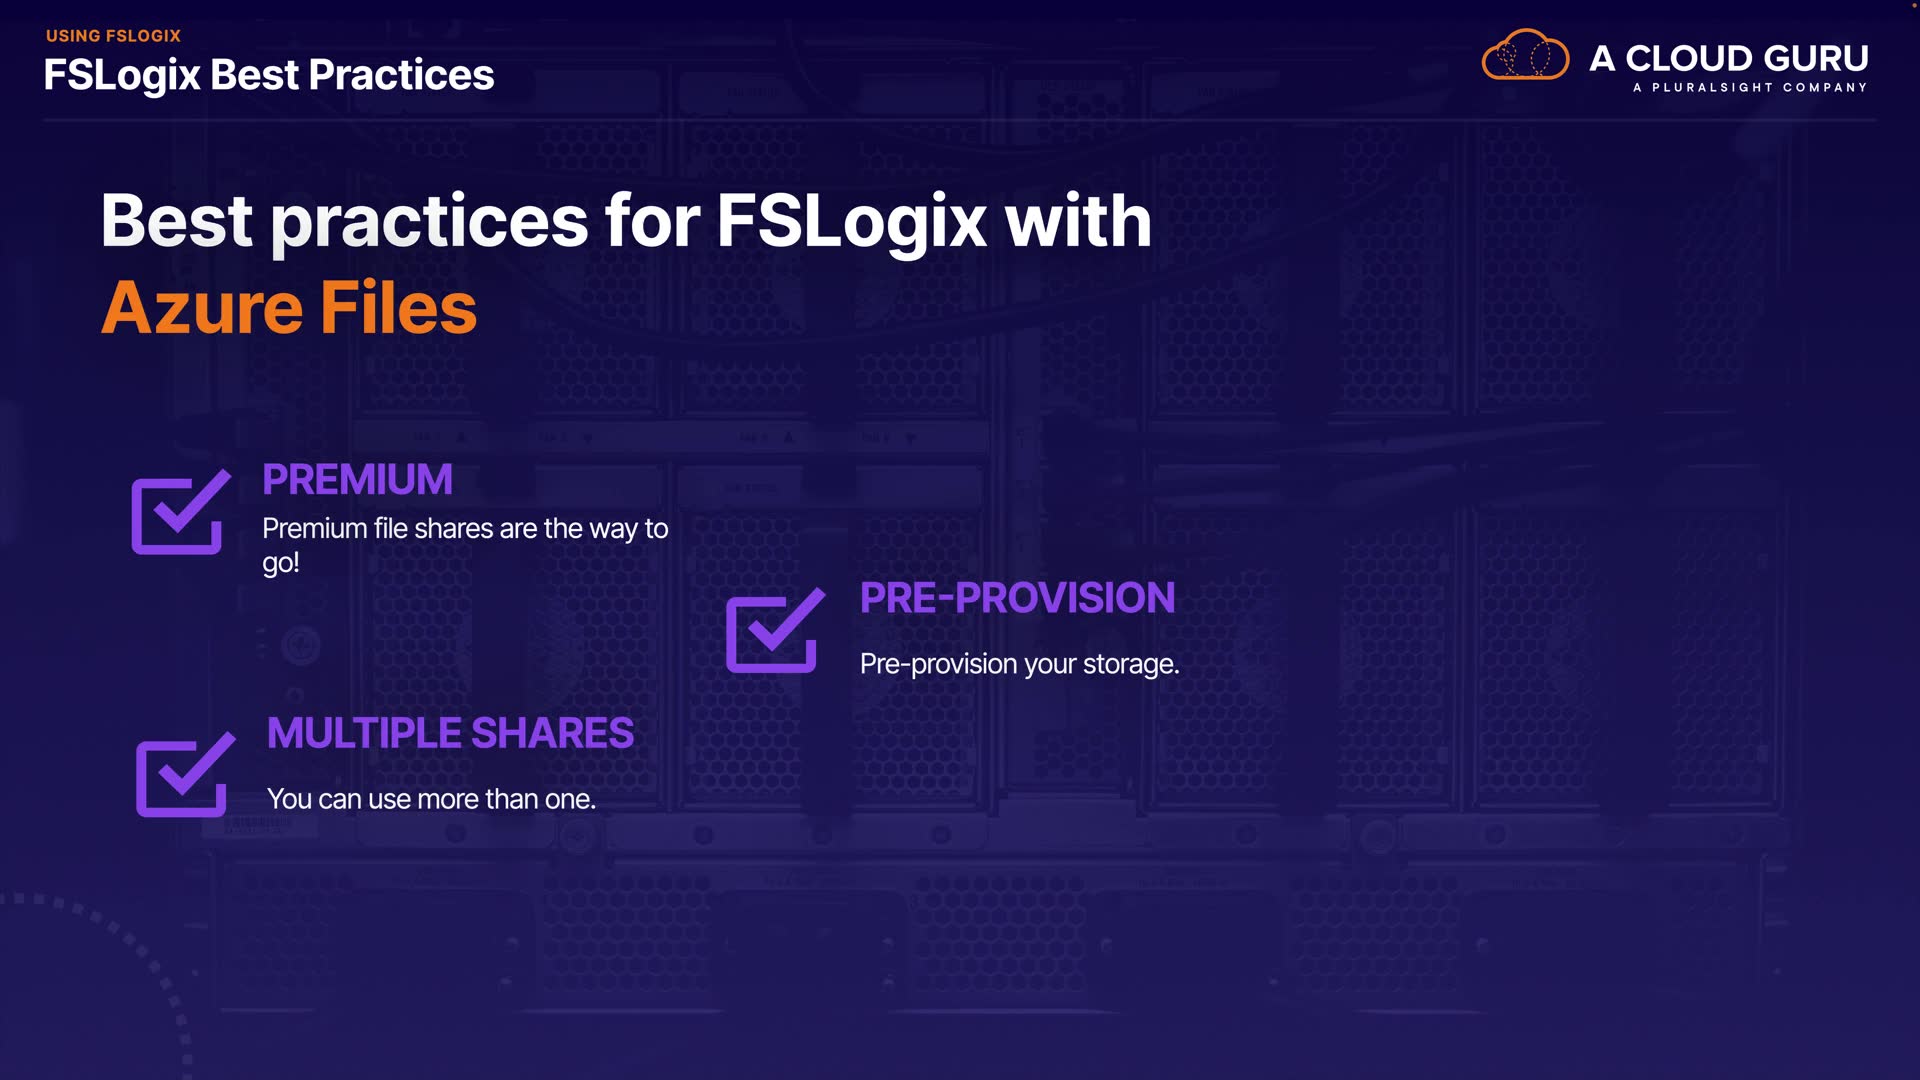 USING FSLOGIX
FSLogix Best Practices
A CLOUD GURU
A PLURALSIGHT COMPANY
Best practices for FSLogix with
Azure Files
PREMIUM
Premium file shares are the way to
go!
PRE-PROVISION
Pre-provision your storage.
MULTIPLE SHARES
You can use more than one.